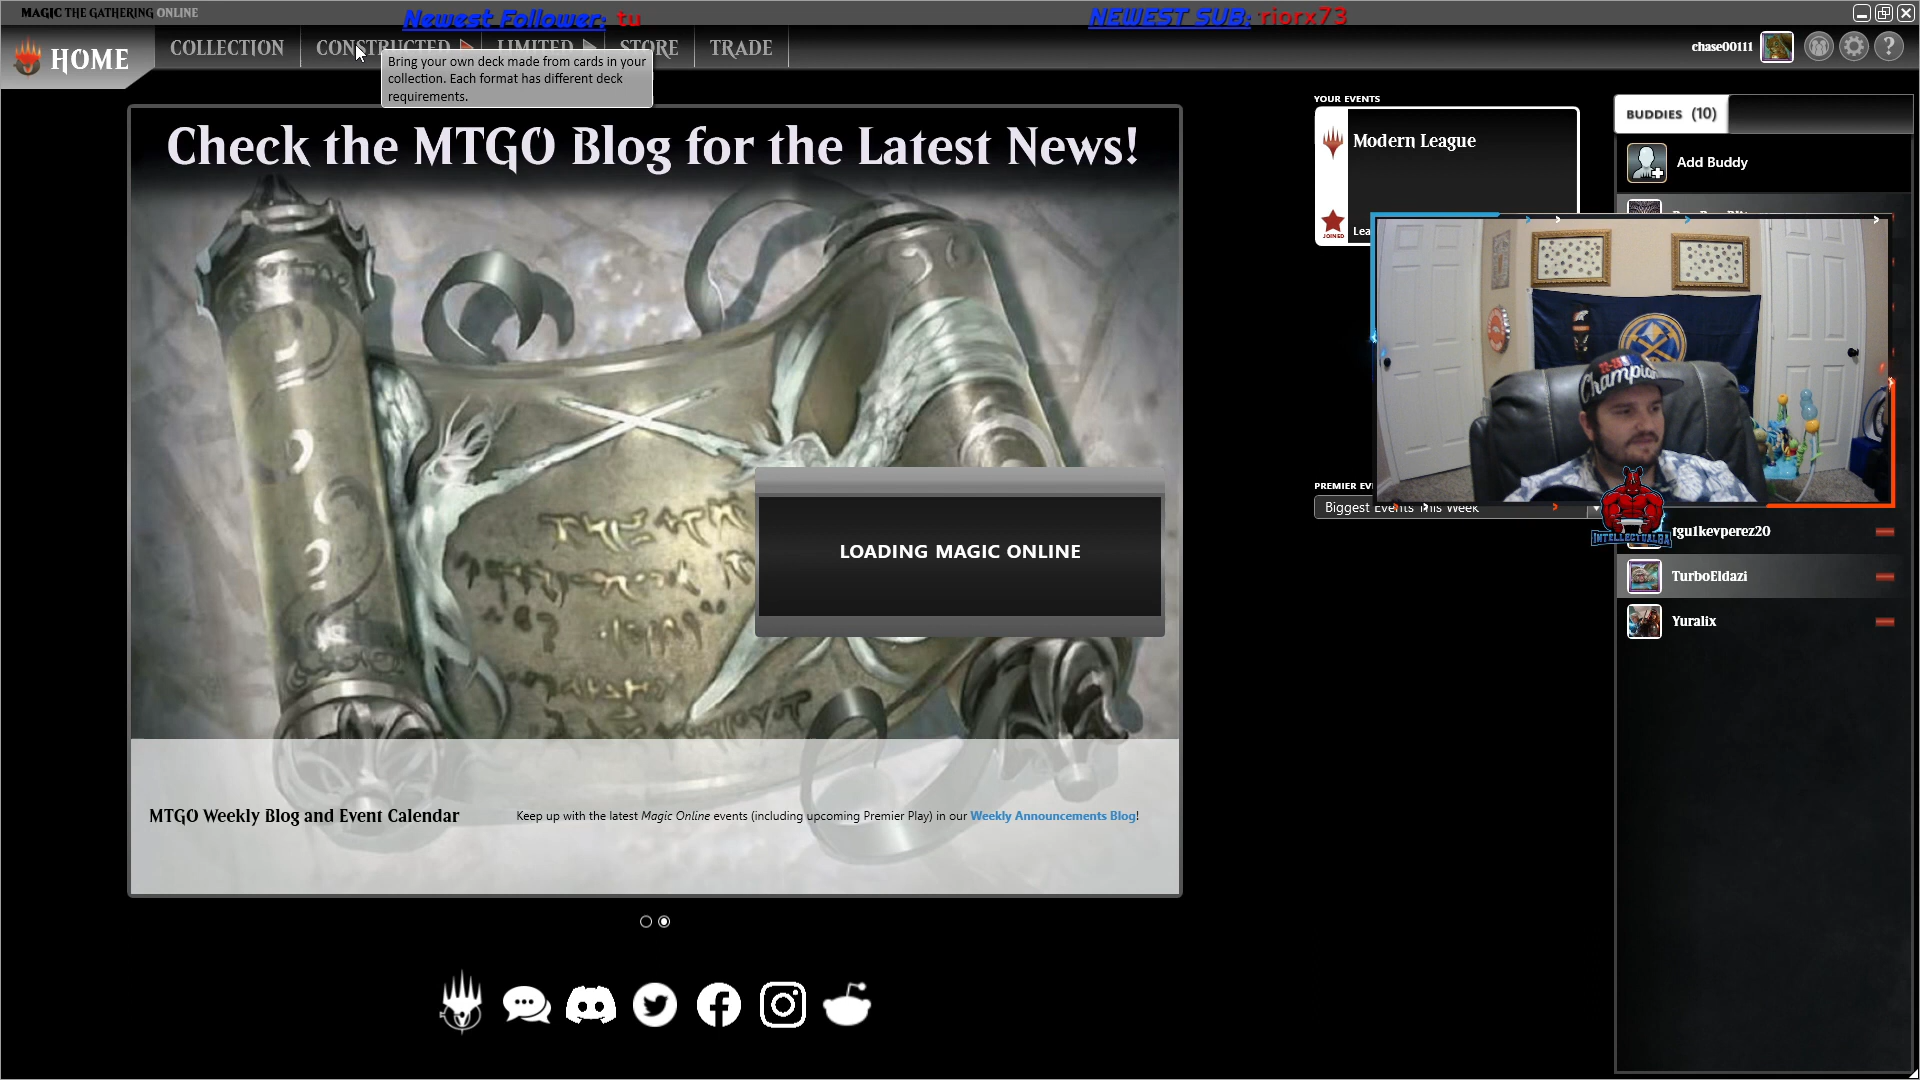 MAGIC THE GATHERING ONLINE
Newest Follower: tu
NEWEST SUB: riorx73
HOME
COLLECTION
CONSTRUCTED
LIMITED
STORE
TRADE
chase00111
Bring your own deck made from cards in your
collection. Each format has different deck
requirements.
Check the MTGO Blog for the Latest News!
YOUR EVENTS
Modern League
JOINED
BUDDIES (10)
Add Buddy
Champion
PREMIER
Biggest Events This Week
LOADING MAGIC ONLINE
tgu1kevperez20
TurboEldazi
Yuralix
MTGO Weekly Blog and Event Calendar
Keep up with the latest Magic Online events (including upcoming Premier Play) in our Weekly Announcements Blog!